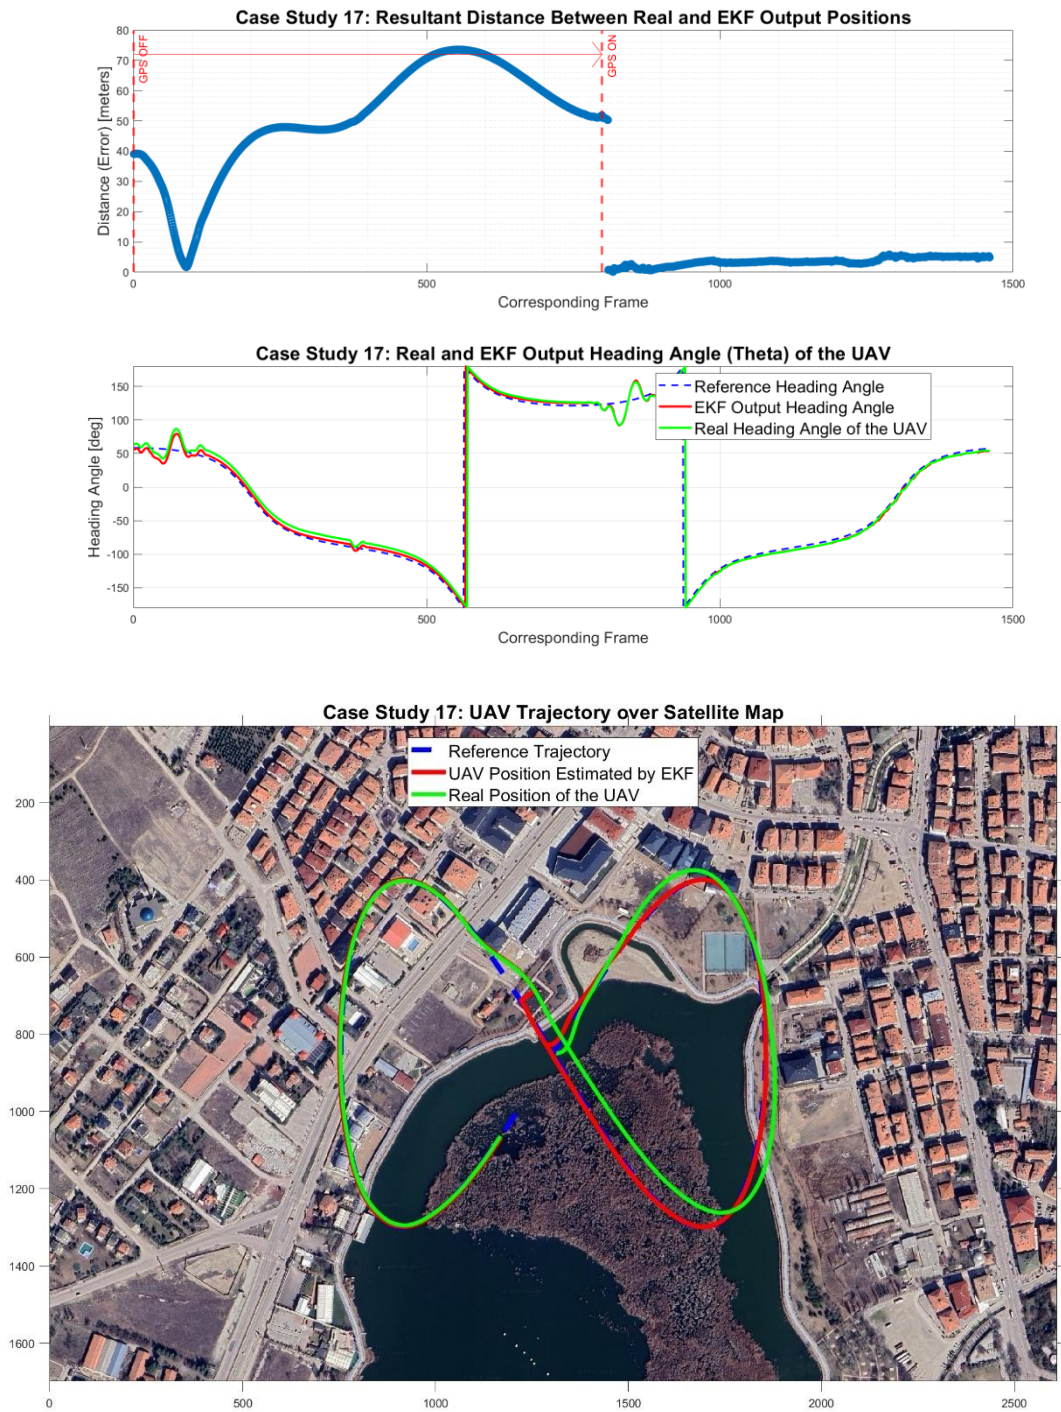 Case Study 17: Resultant Distance Between Real and EKF Output Positions
80
70
60
50
40
30
20
10
0
Distance (Error) [meters]
GPS OFF
GPS ON
0
500
1000
1500
Corresponding Frame
Case Study 17: Real and EKF Output Heading Angle (Theta) of the UAV
150
100
50
0
-50
-100
-150
Heading Angle [deg]
Reference Heading Angle
EKF Output Heading Angle
Real Heading Angle of the UAV
0
500
1000
1500
Corresponding Frame
Case Study 17: UAV Trajectory over Satellite Map
Reference Trajectory
UAV Position Estimated by EKF
Real Position of the UAV
200
400
600
800
1000
1200
1400
1600
0
500
1000
1500
2000
2500